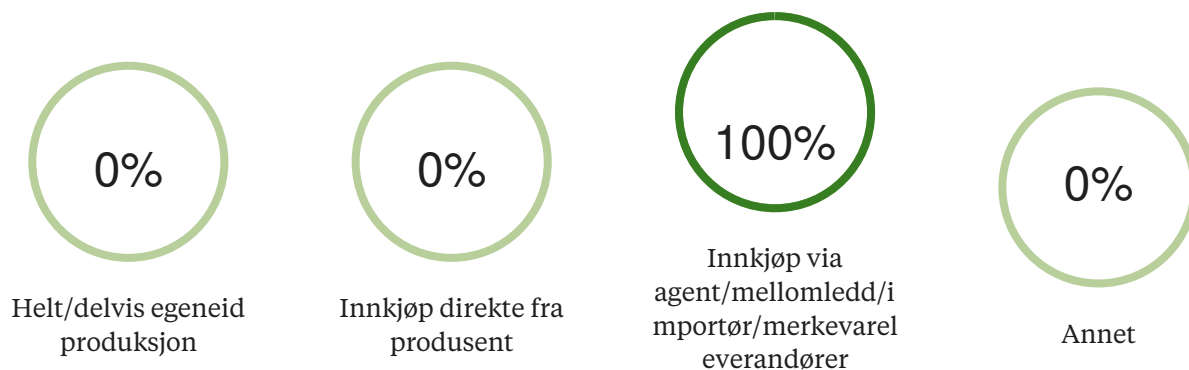 0%
Helt/delvis egeneid
produksjon
0%
Innkjøp direkte fra
produsent
100%
Innkjøp via
agent/mellomledd/i
mportør/merkevarel
everandører
0%
Annet